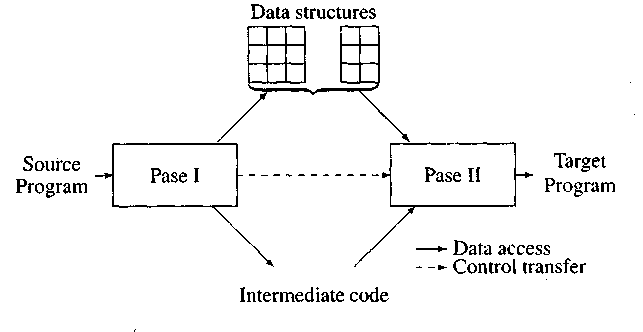 Data structures
Source
Program
Pase I
Pase II
Target
Program
Data access
Control transfer
Intermediate code